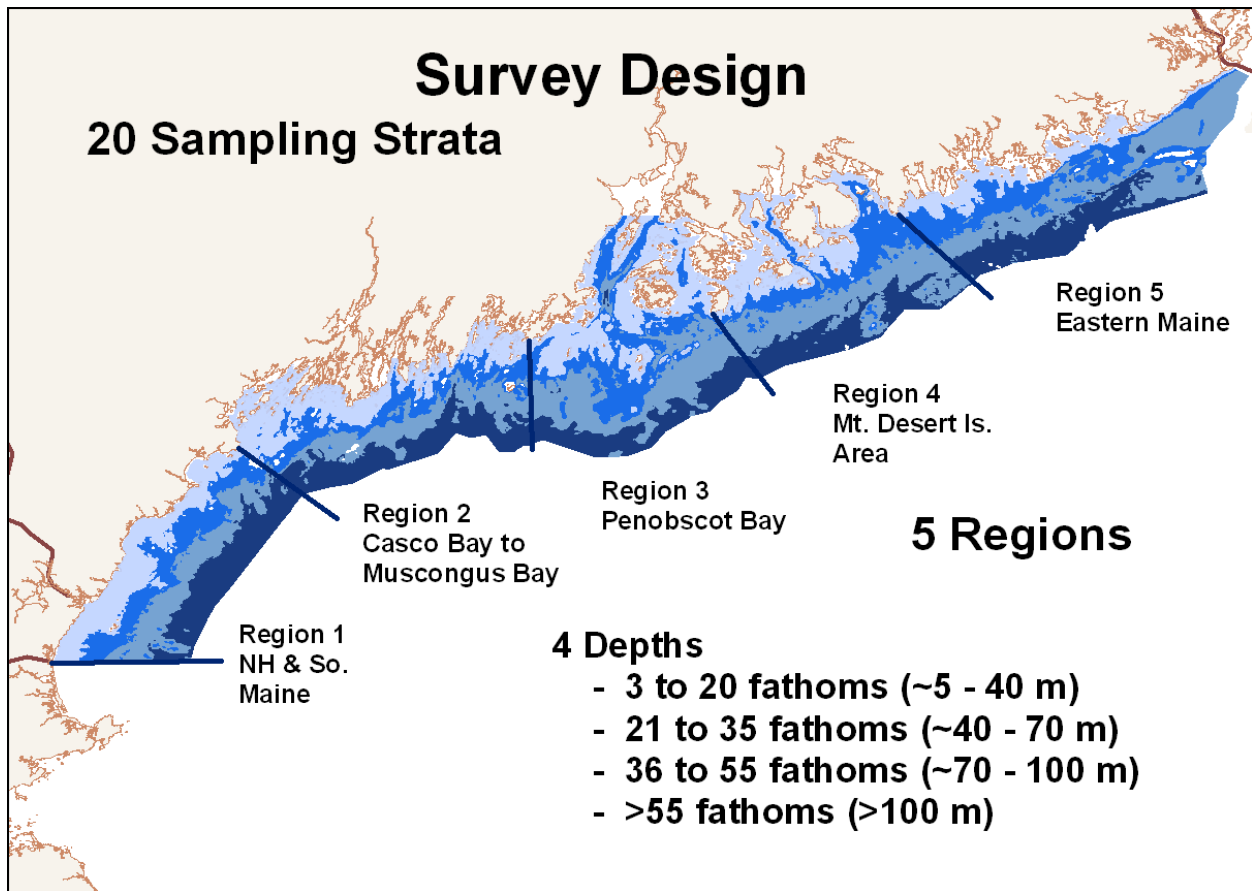 Survey Design
20 Sampling Strata
Region 5
Eastern Maine
Region 4
Mt. Desert Is.
Area
Region 3
Penobscot Bay
5 Regions
Region 2
Casco Bay to
Muscongus Bay
Region 1
NH & So.
Maine
4 Depths
- 3 to 20 fathoms (~5 - 40 m)
- 21 to 35 fathoms (~40 - 70 m)
- 36 to 55 fathoms (~70 - 100 m)
- >55 fathoms (>100 m)